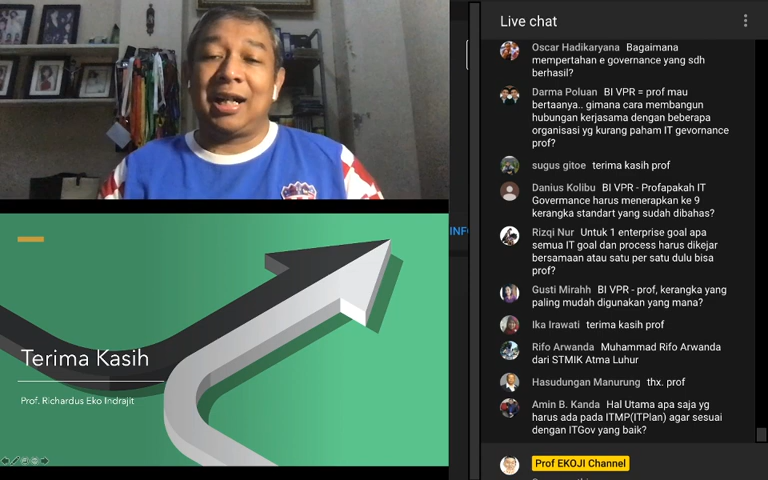 Terima Kasih
Prof. Richardus Eko Indrajit
INFO
Live chat
Oscar Hadikaryana Bagaimana
mempertahan e governance yang sdh
berhasil?
Darma Poluan BI VPR = prof mau
bertaanya.. gimana cara membangun
hubungan kerjasama dengan beberapa
organisasi yg kurang paham IT gevornance
prof?
sugus gitoe terima kasih prof
Danius Kolibu BI VPR - Profapakah IT
Govermance harus menerapkan ke 9
kerangka standart yang sudah dibahas?
Rizqi Nur Untuk 1 enterprise goal apa
semua IT goal dan process harus dikejar
bersamaan atau satu per satu dulu bisa
prof?
Gusti Mirahh BI VPR - prof, kerangka yang
paling mudah digunakan yang mana?
Ika Irawati terima kasih prof
Rifo Arwanda Muhammad Rifo Arwanda
dari STMIK Atma Luhur
Hasudungan Manurung thx. prof
Amin B. Kanda Hal Utama apa saja yg
harus ada pada ITMP(ITPlan) agar sesuai
dengan ITGov yang baik?
Prof EKOJI Channel